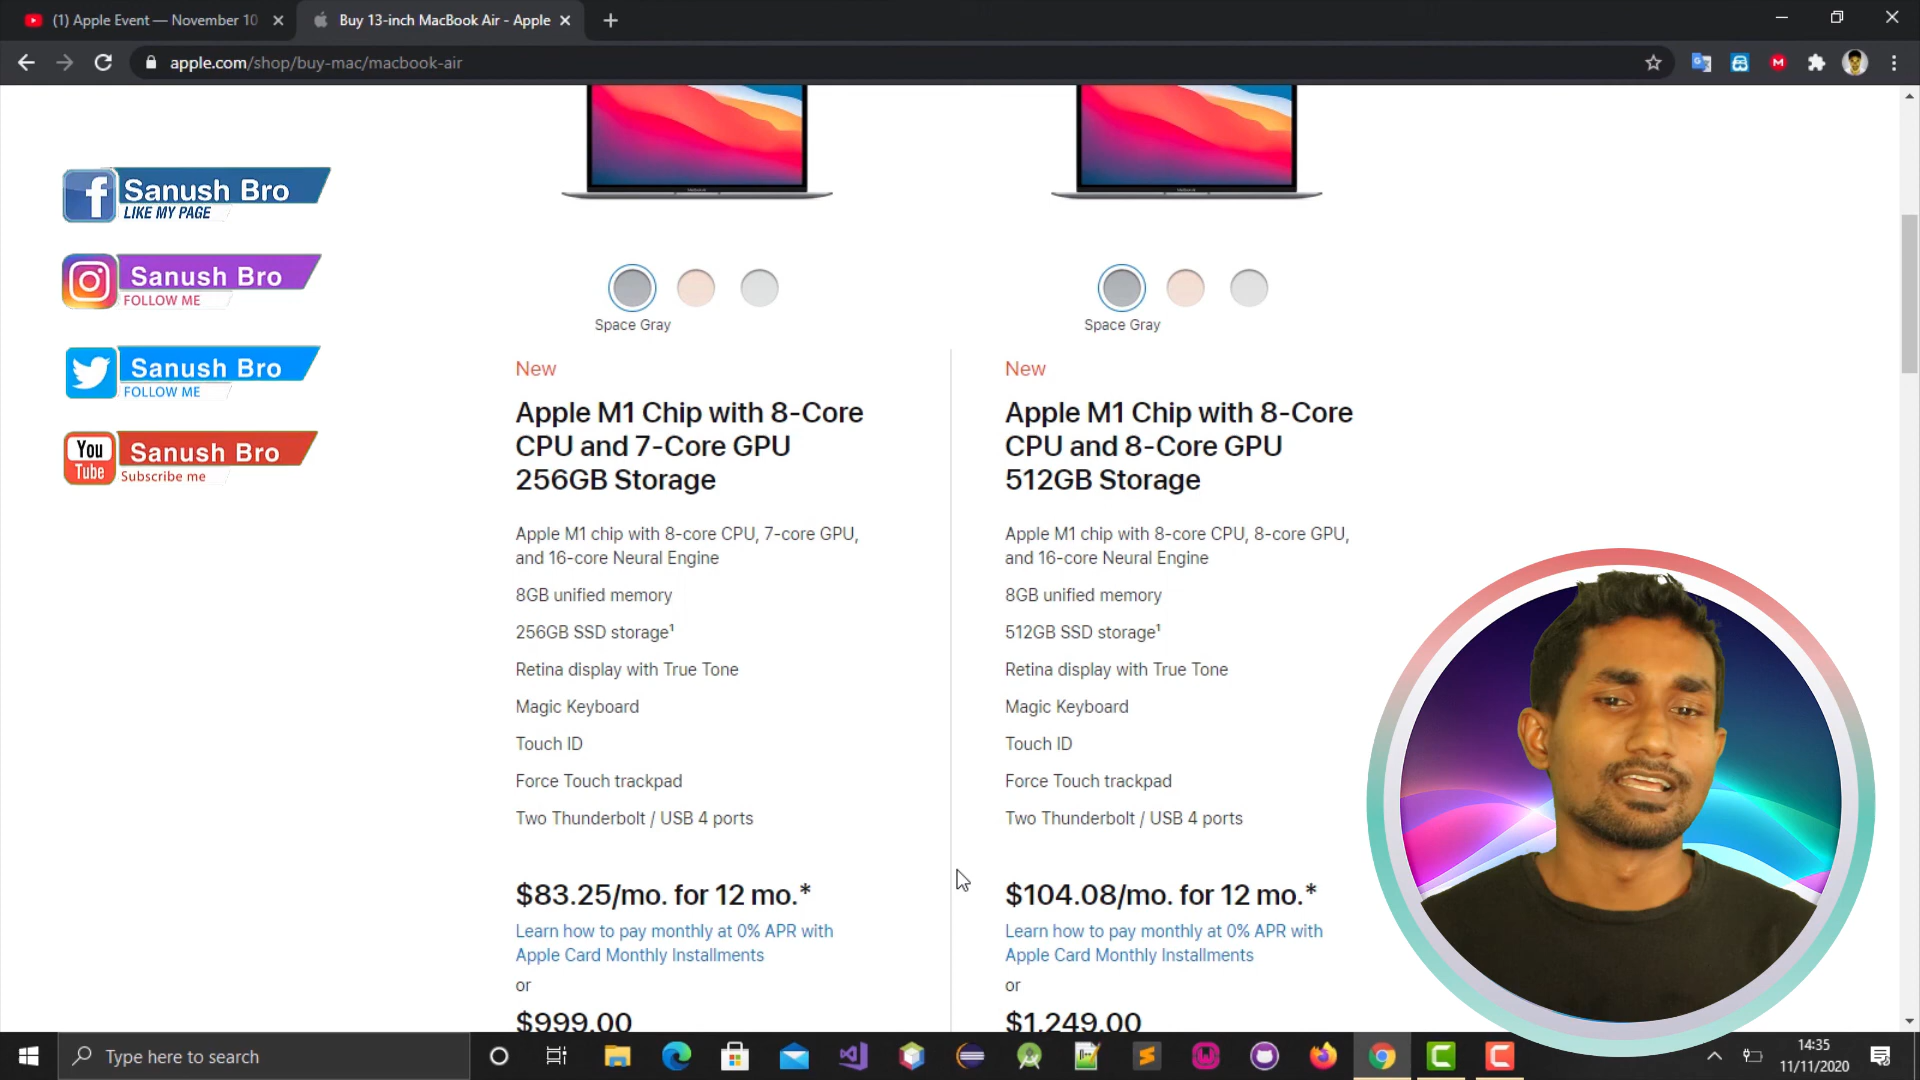 (1) Apple Event — November 10
Buy 13-inch MacBook Air - Apple
apple.com/shop/buy-mac/macbook-air
Sanush Bro
LIKE MY PAGE
Sanush Bro
FOLLOW ME
Sanush Bro
FOLLOW ME
You
Tube
Sanush Bro
Subscribe me
Space Gray
New
Apple M1 Chip with 8-Core
CPU and 7-Core GPU
256GB Storage
Apple M1 chip with 8-core CPU, 7-core GPU,
and 16-core Neural Engine
8GB unified memory
256GB SSD storage¹
Retina display with True Tone
Magic Keyboard
Touch ID
Force Touch trackpad
Two Thunderbolt / USB 4 ports
$83.25/mo. for 12 mo.*
Learn how to pay monthly at 0% APR with
Apple Card Monthly Installments
or
$999.00
Space Gray
New
Apple M1 Chip with 8-Core
CPU and 8-Core GPU
512GB Storage
Apple M1 chip with 8-core CPU, 8-core GPU,
and 16-core Neural Engine
8GB unified memory
512GB SSD storage¹
Retina display with True Tone
Magic Keyboard
Touch ID
Force Touch trackpad
Two Thunderbolt / USB 4 ports
$104.08/mo. for 12 mo.*
Learn how to pay monthly at 0% APR with
Apple Card Monthly Installments
or
$1,249.00
Type here to search
14:35
11/11/2020